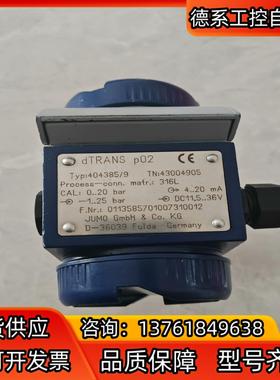 德系工控自
dTRANS p02 CE
Typ:404385/9 TN:43004905
Process-conn. matr.: 316L
CAL: 0..20 bar 4..20 mA
-1..25 bar DC11,5..36V
F.Nr.: 0113585701007310012
JUMO GmbH & Co. KG
D-36039 Fulda Germany
货供应 咨询：13761849638
可开发票 品质保障 型号齐